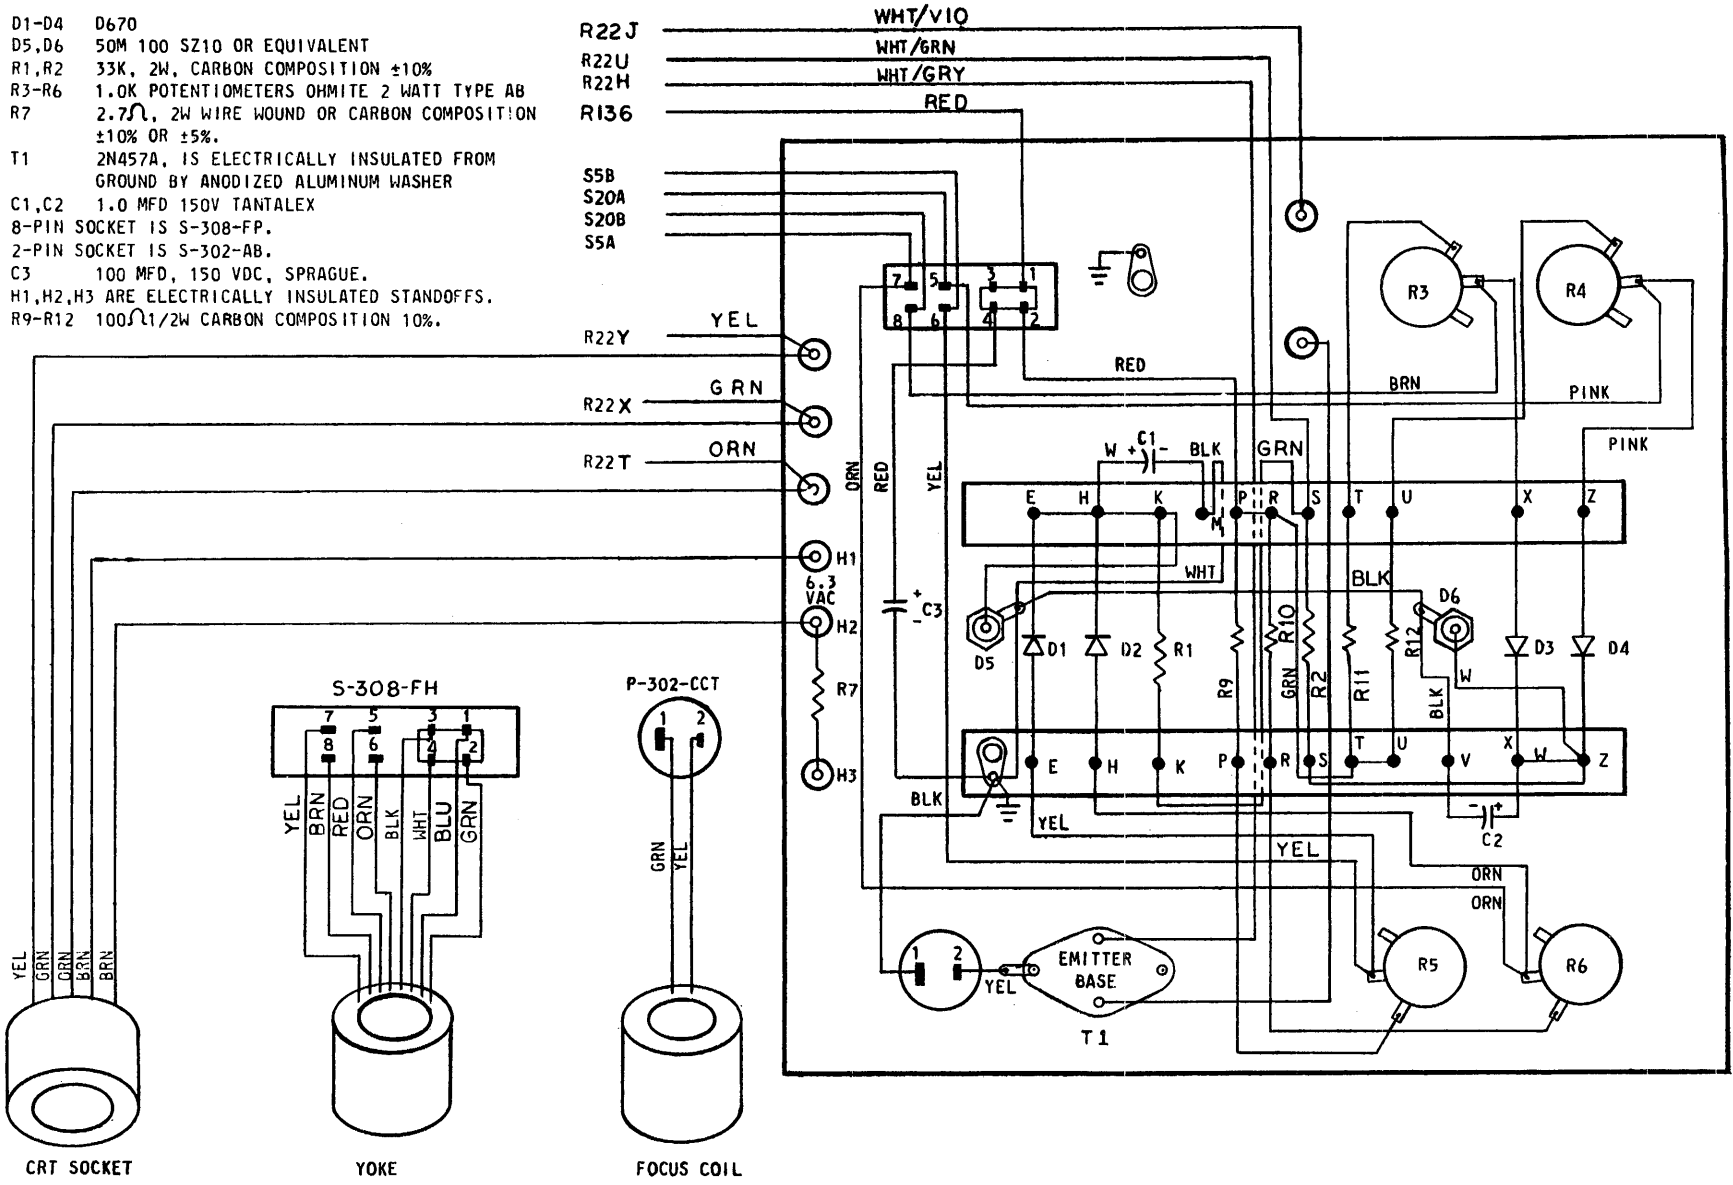 D1-D4 D670
D5,D6 50M 100 SZ10 OR EQUIVALENT
R1,R2 33K, 2W, CARBON COMPOSITION ±10%
R3-R6 1.0K POTENTIOMETERS OHMITE 2 WATT TYPE AB
R7 2.7Ω, 2W WIRE WOUND OR CARBON COMPOSITION
±10% OR ±5%.
T1 2N457A, IS ELECTRICALLY INSULATED FROM
GROUND BY ANODIZED ALUMINUM WASHER
C1,C2 1.0 MFD 150V TANTALEX
8-PIN SOCKET IS S-308-FP.
2-PIN SOCKET IS S-302-AB.
C3 100 MFD, 150 VDC, SPRAGUE.
H1,H2,H3 ARE ELECTRICALLY INSULATED STANDOFFS.
R9-R12 100Ω1/2W CARBON COMPOSITION 10%.
R22J WHT/VIO
R22U WHT/GRN
R22H WHT/GRY
R136 RED
S5B
S20A
S20B
S5A
R22Y YEL
R22X GRN
R22T ORN
7 5 3 1
8 6 4 2
R3 R4
RED BRN PINK
PINK
ORN RED YEL
W + C1 - BLK GRN
E H K M P R S T U X Z
H1
6.3
VAC
H2
R7
H3
+ C3 -
WHT BLK
D5 D1 D2 R1 R9 R10 GRN R2 R11 R12 D6 D3 D4
W
BLK
E H K P R S T U V X W Z
BLK
- + C2
YEL
YEL
ORN
ORN
1 2
YEL
EMITTER
BASE
T1
R5 R6
S-308-FH
7 5 3 1
8 6 4 2
YEL BRN RED ORN BLK WHT BLU GRN
P-302-CCT
1 2
GRN YEL
YEL GRN ORN BRN BRN
CRT SOCKET YOKE FOCUS COIL